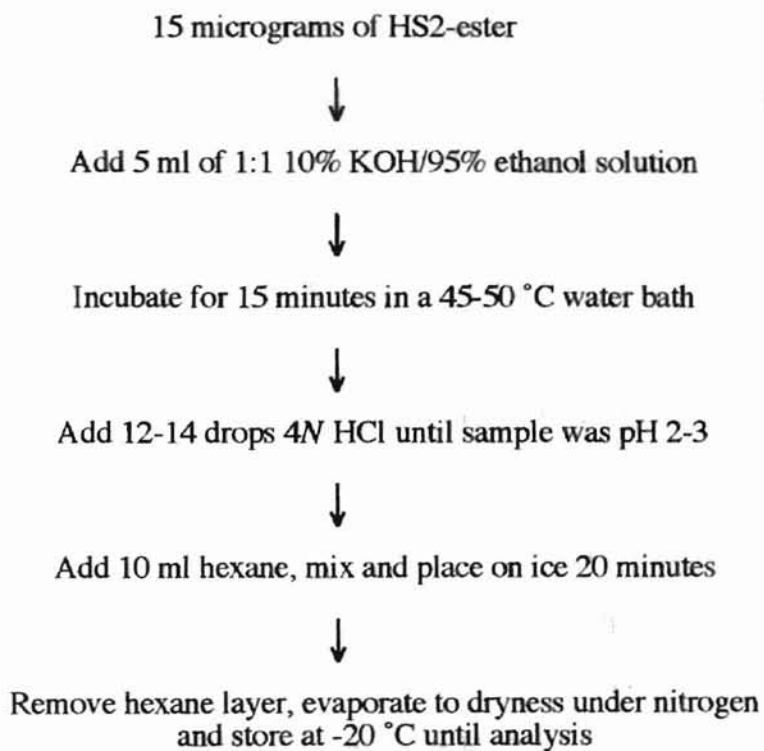 15 micrograms of HS2-ester
↓
Add 5 ml of 1:1 10% KOH/95% ethanol solution
↓
Incubate for 15 minutes in a 45-50 °C water bath
↓
Add 12-14 drops 4N HCl until sample was pH 2-3
↓
Add 10 ml hexane, mix and place on ice 20 minutes
↓
Remove hexane layer, evaporate to dryness under nitrogen
and store at -20 °C until analysis